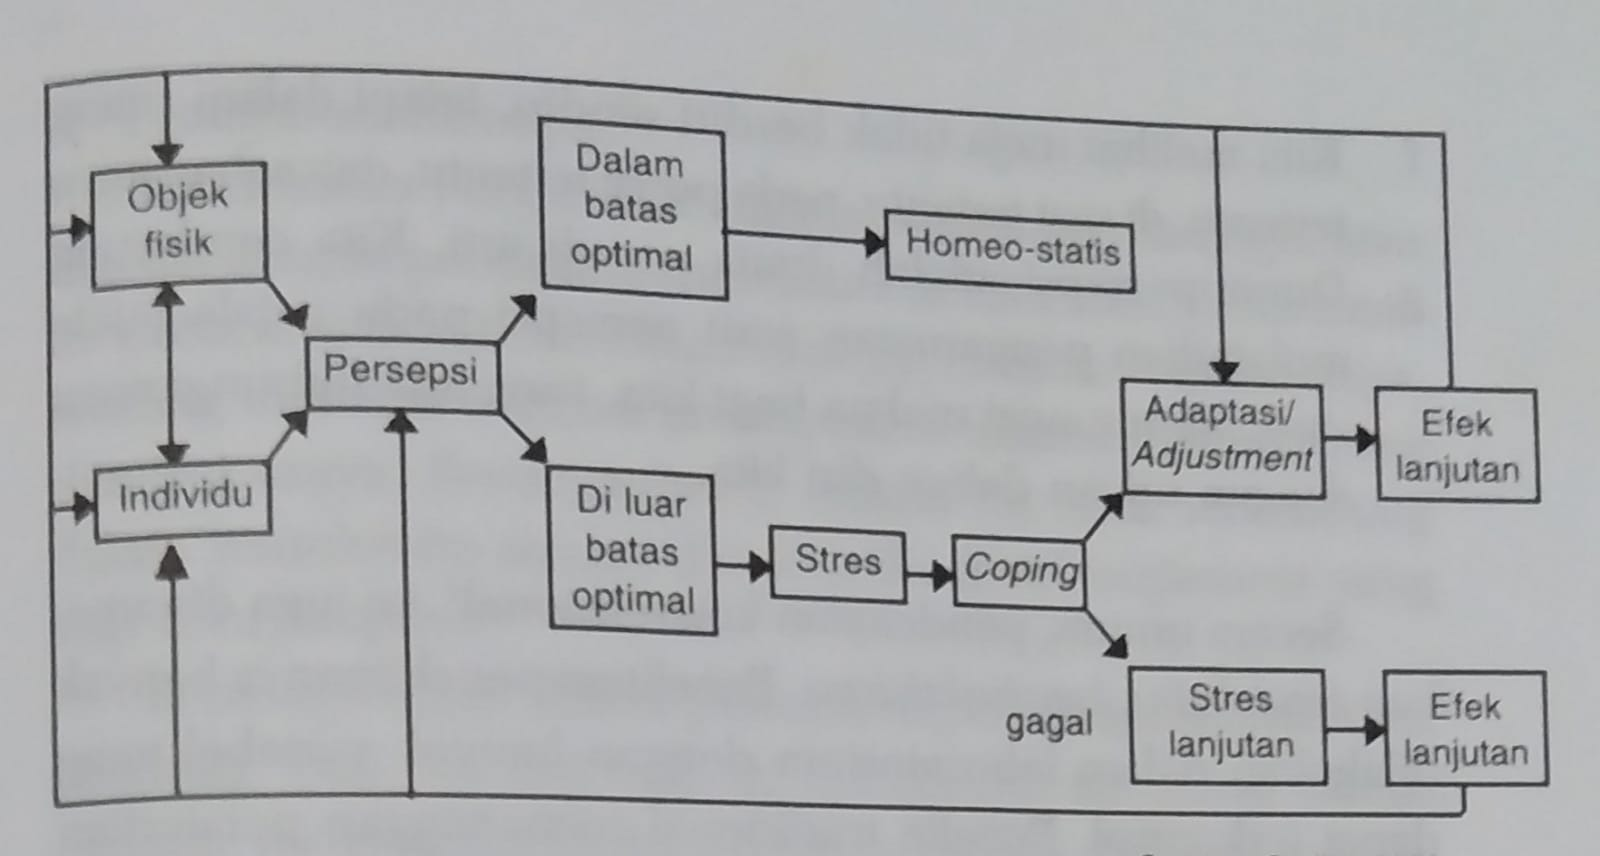 Objek
fisik
Individu
Persepsi
Dalam
batas
optimal
Homeo-statis
Di luar
batas
optimal
Stres
Coping
Adaptasi/
Adjustment
Efek
lanjutan
gagal
Stres
lanjutan
Efek
lanjutan